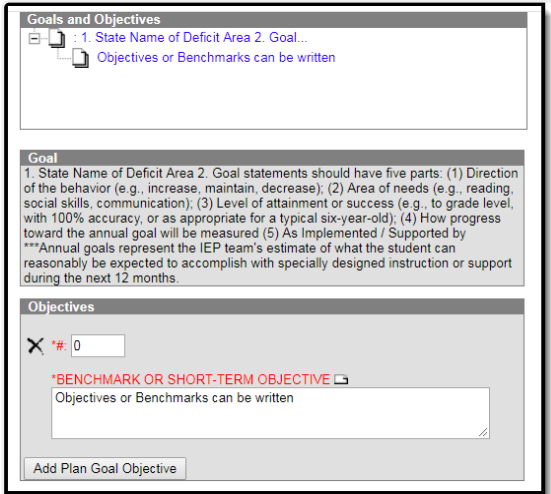 Goals and Objectives
: 1. State Name of Deficit Area 2. Goal...
Objectives or Benchmarks can be written
Goal
1. State Name of Deficit Area 2. Goal statements should have five parts: (1) Direction
of the behavior (e.g., increase, maintain, decrease); (2) Area of needs (e.g., reading,
social skills, communication); (3) Level of attainment or success (e.g., to grade level,
with 100% accuracy, or as appropriate for a typical six-year-old); (4) How progress
toward the annual goal will be measured (5) As Implemented / Supported by
***Annual goals represent the IEP team's estimate of what the student can
reasonably be expected to accomplish with specially designed instruction or support
during the next 12 months.
Objectives
*#: 0
*BENCHMARK OR SHORT-TERM OBJECTIVE
Objectives or Benchmarks can be written
Add Plan Goal Objective